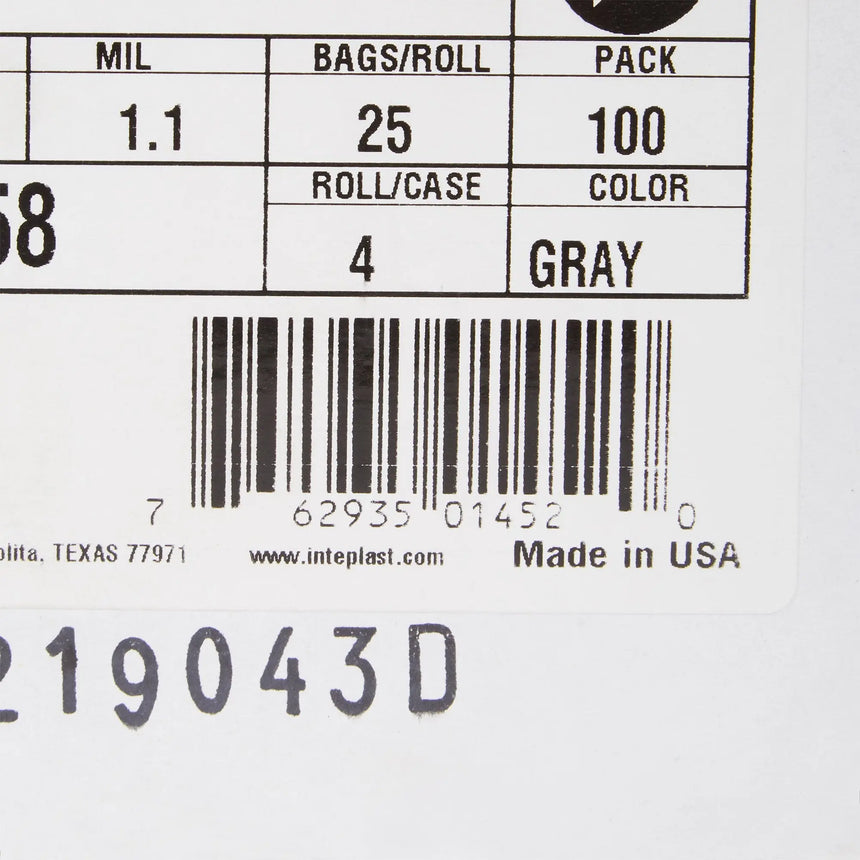 MIL BAGS/ROLL PACK
1.1 25 100
ROLL/CASE COLOR
58 4 GRAY
7 62935 01452 0
TEXAS 77971 www.inteplast.com Made in USA
219043D